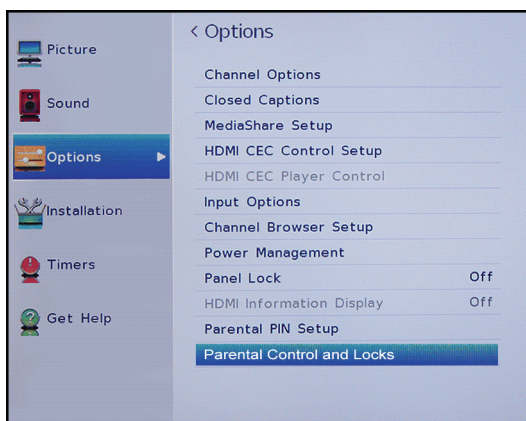 Picture
Sound
Options
Installation
Timers
Get Help
< Options
Channel Options
Closed Captions
MediaShare Setup
HDMI CEC Control Setup
HDMI CEC Player Control
Input Options
Channel Browser Setup
Power Management
Panel Lock Off
HDMI Information Display Off
Parental PIN Setup
Parental Control and Locks